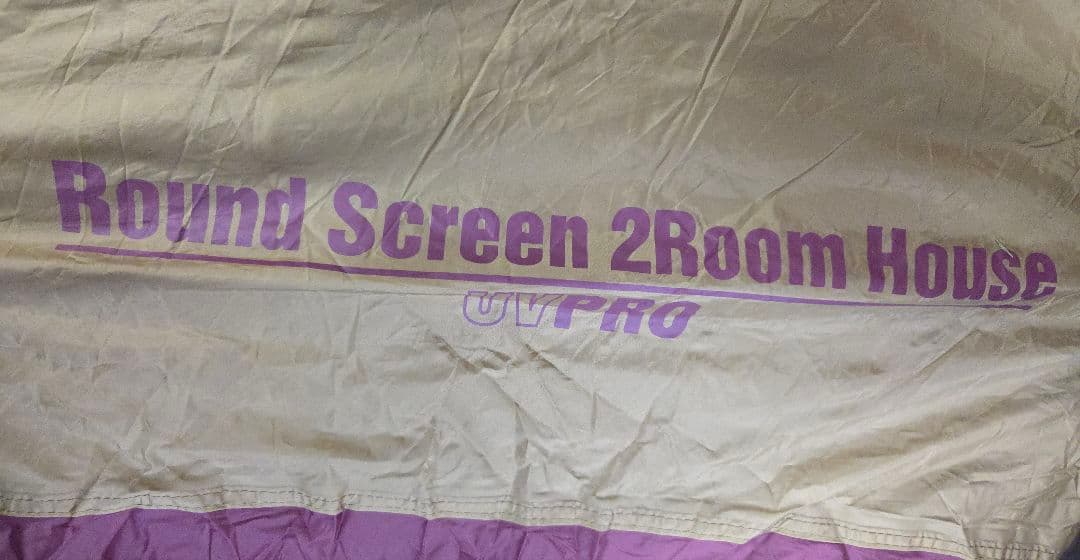 Round Screen 2Room House
UVPRO